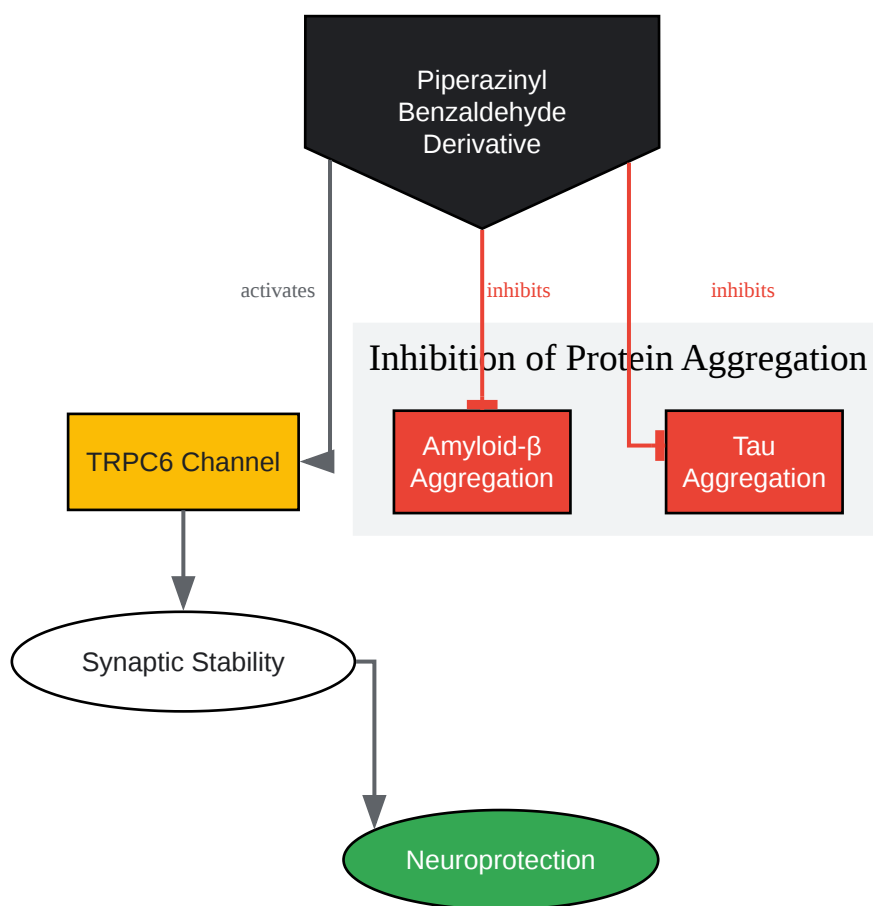 Piperazinyl
Benzaldehyde
Derivative
activates
inhibits
inhibits
Inhibition of Protein Aggregation
TRPC6 Channel
Amyloid-β
Aggregation
Tau
Aggregation
Synaptic Stability
Neuroprotection